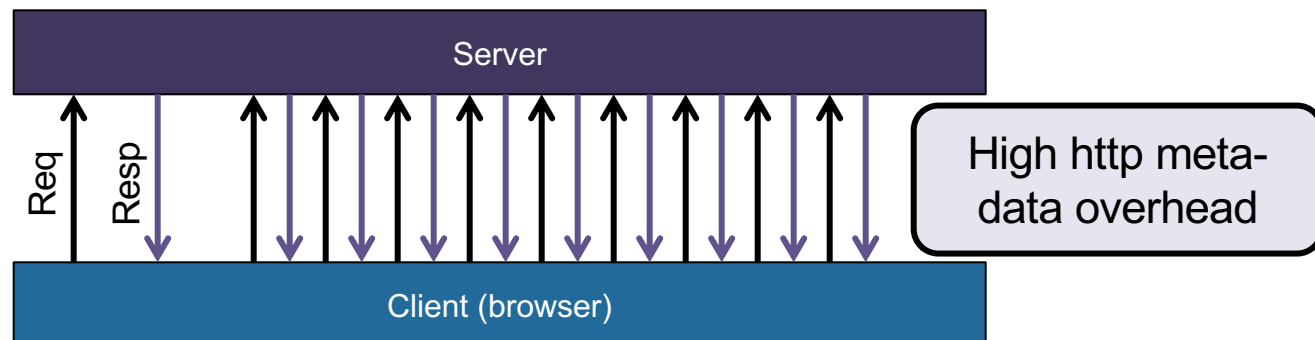 Server
Req
Resp
High http meta-
data overhead
Client (browser)